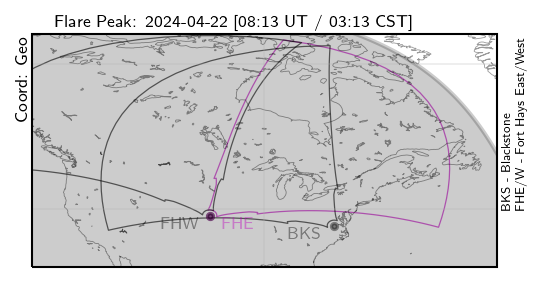 Flare Peak: 2024-04-22 [08:13 UT / 03:13 CST]
Coord: Geo
FHW
FHE
BKS
BKS - Blackstone
FHE/W - Fort Hays East/West